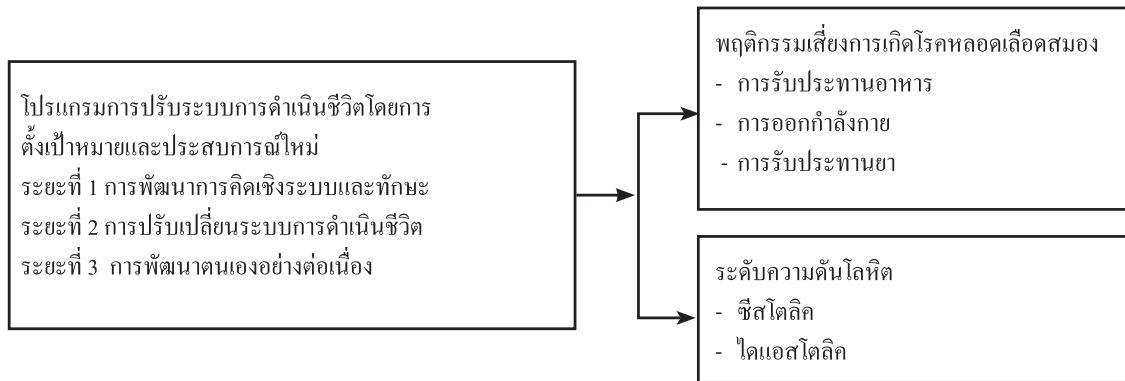 โปรแกรมการปรับระบบการดำเนินชีวิตโดยการ
ตั้งเป้าหมายและประสบการณ์ใหม่
ระยะที่ 1 การพัฒนาการคิดเชิงระบบและทักษะ
ระยะที่ 2 การปรับเปลี่ยนระบบการดำเนินชีวิต
ระยะที่ 3 การพัฒนาตนเองอย่างต่อเนื่อง
พฤติกรรมเสี่ยงการเกิดโรคหลอดเลือดสมอง
- การรับประทานอาหาร
- การออกกำลังกาย
- การรับประทานยา
ระดับความดันโลหิต
- ซีสโตลิค
- ไดแอสโตลิค